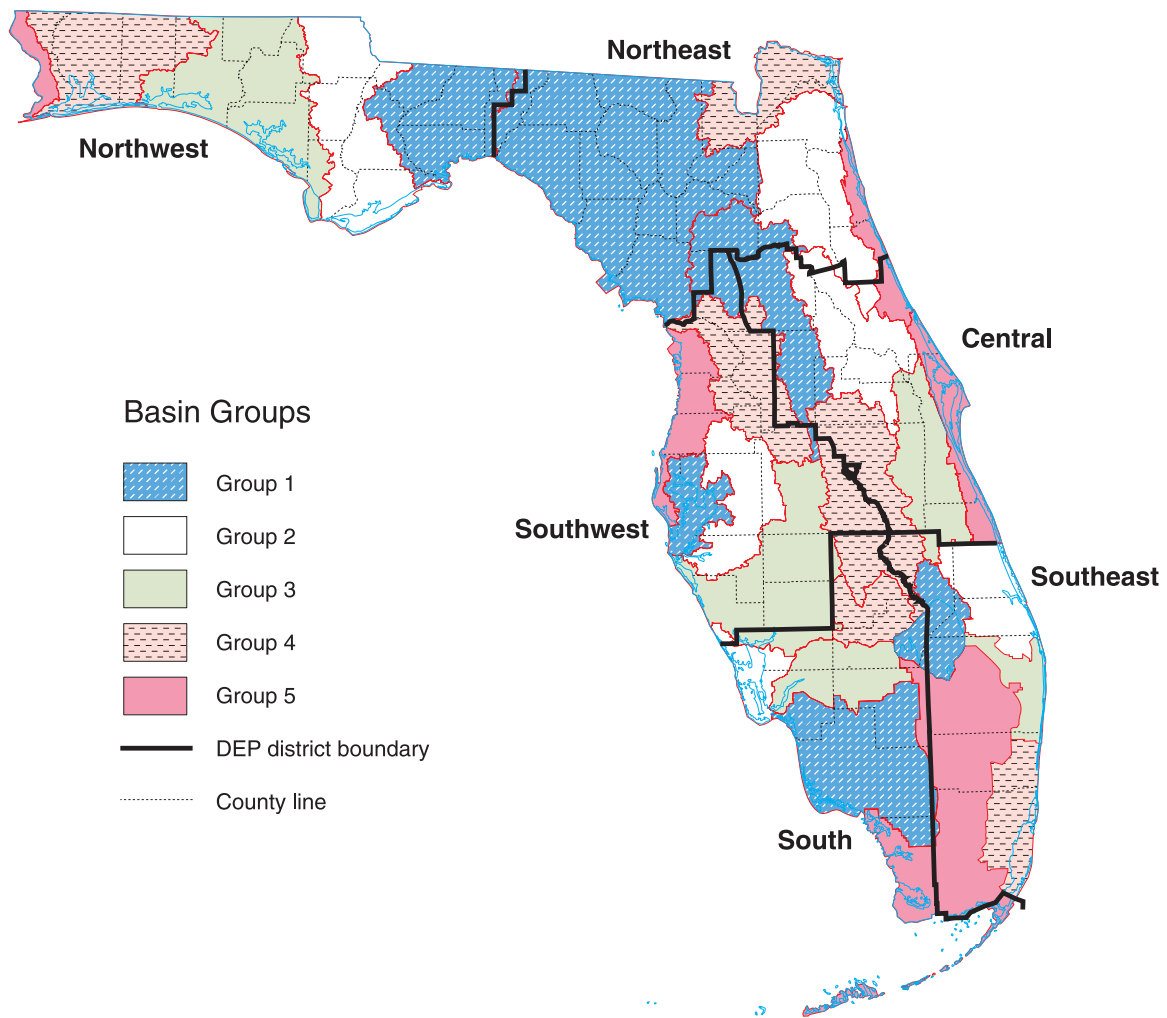 Northeast
Northwest
Central
Basin Groups
Group 1
Southwest
Group 2
Southeast
Group 3
Group 4
Group 5
DEP district boundary
County line
South